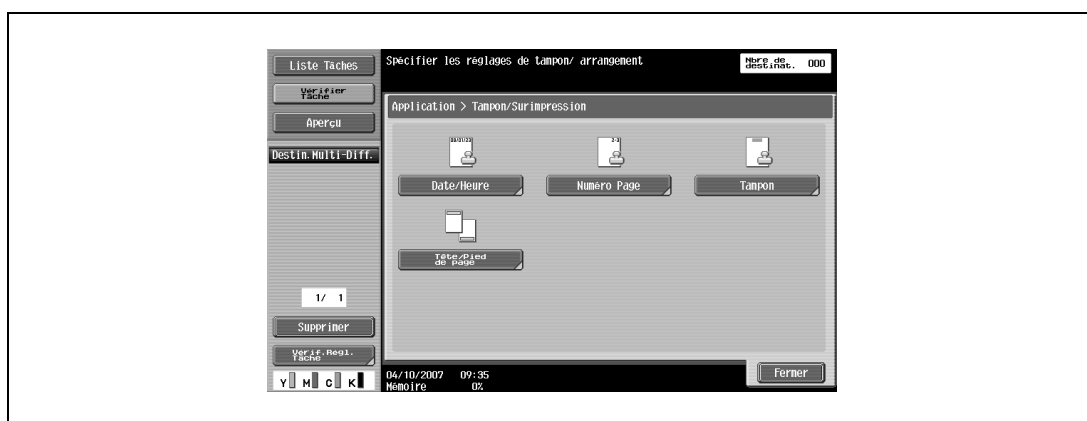 Liste Tâches
Vérifier
Tâche
Aperçu
Destin.Multi-Diff.
1/ 1
Supprimer
Vérif.Régl.
Tâche
Y M C K
Spécifier les réglages de tampon/ arrangement
Nbre de
destinat. 000
Application > Tampon/Surimpression
Date/Heure
Numéro Page
Tampon
Tête/Pied
de page
04/10/2007 09:35
Mémoire 0%
Fermer